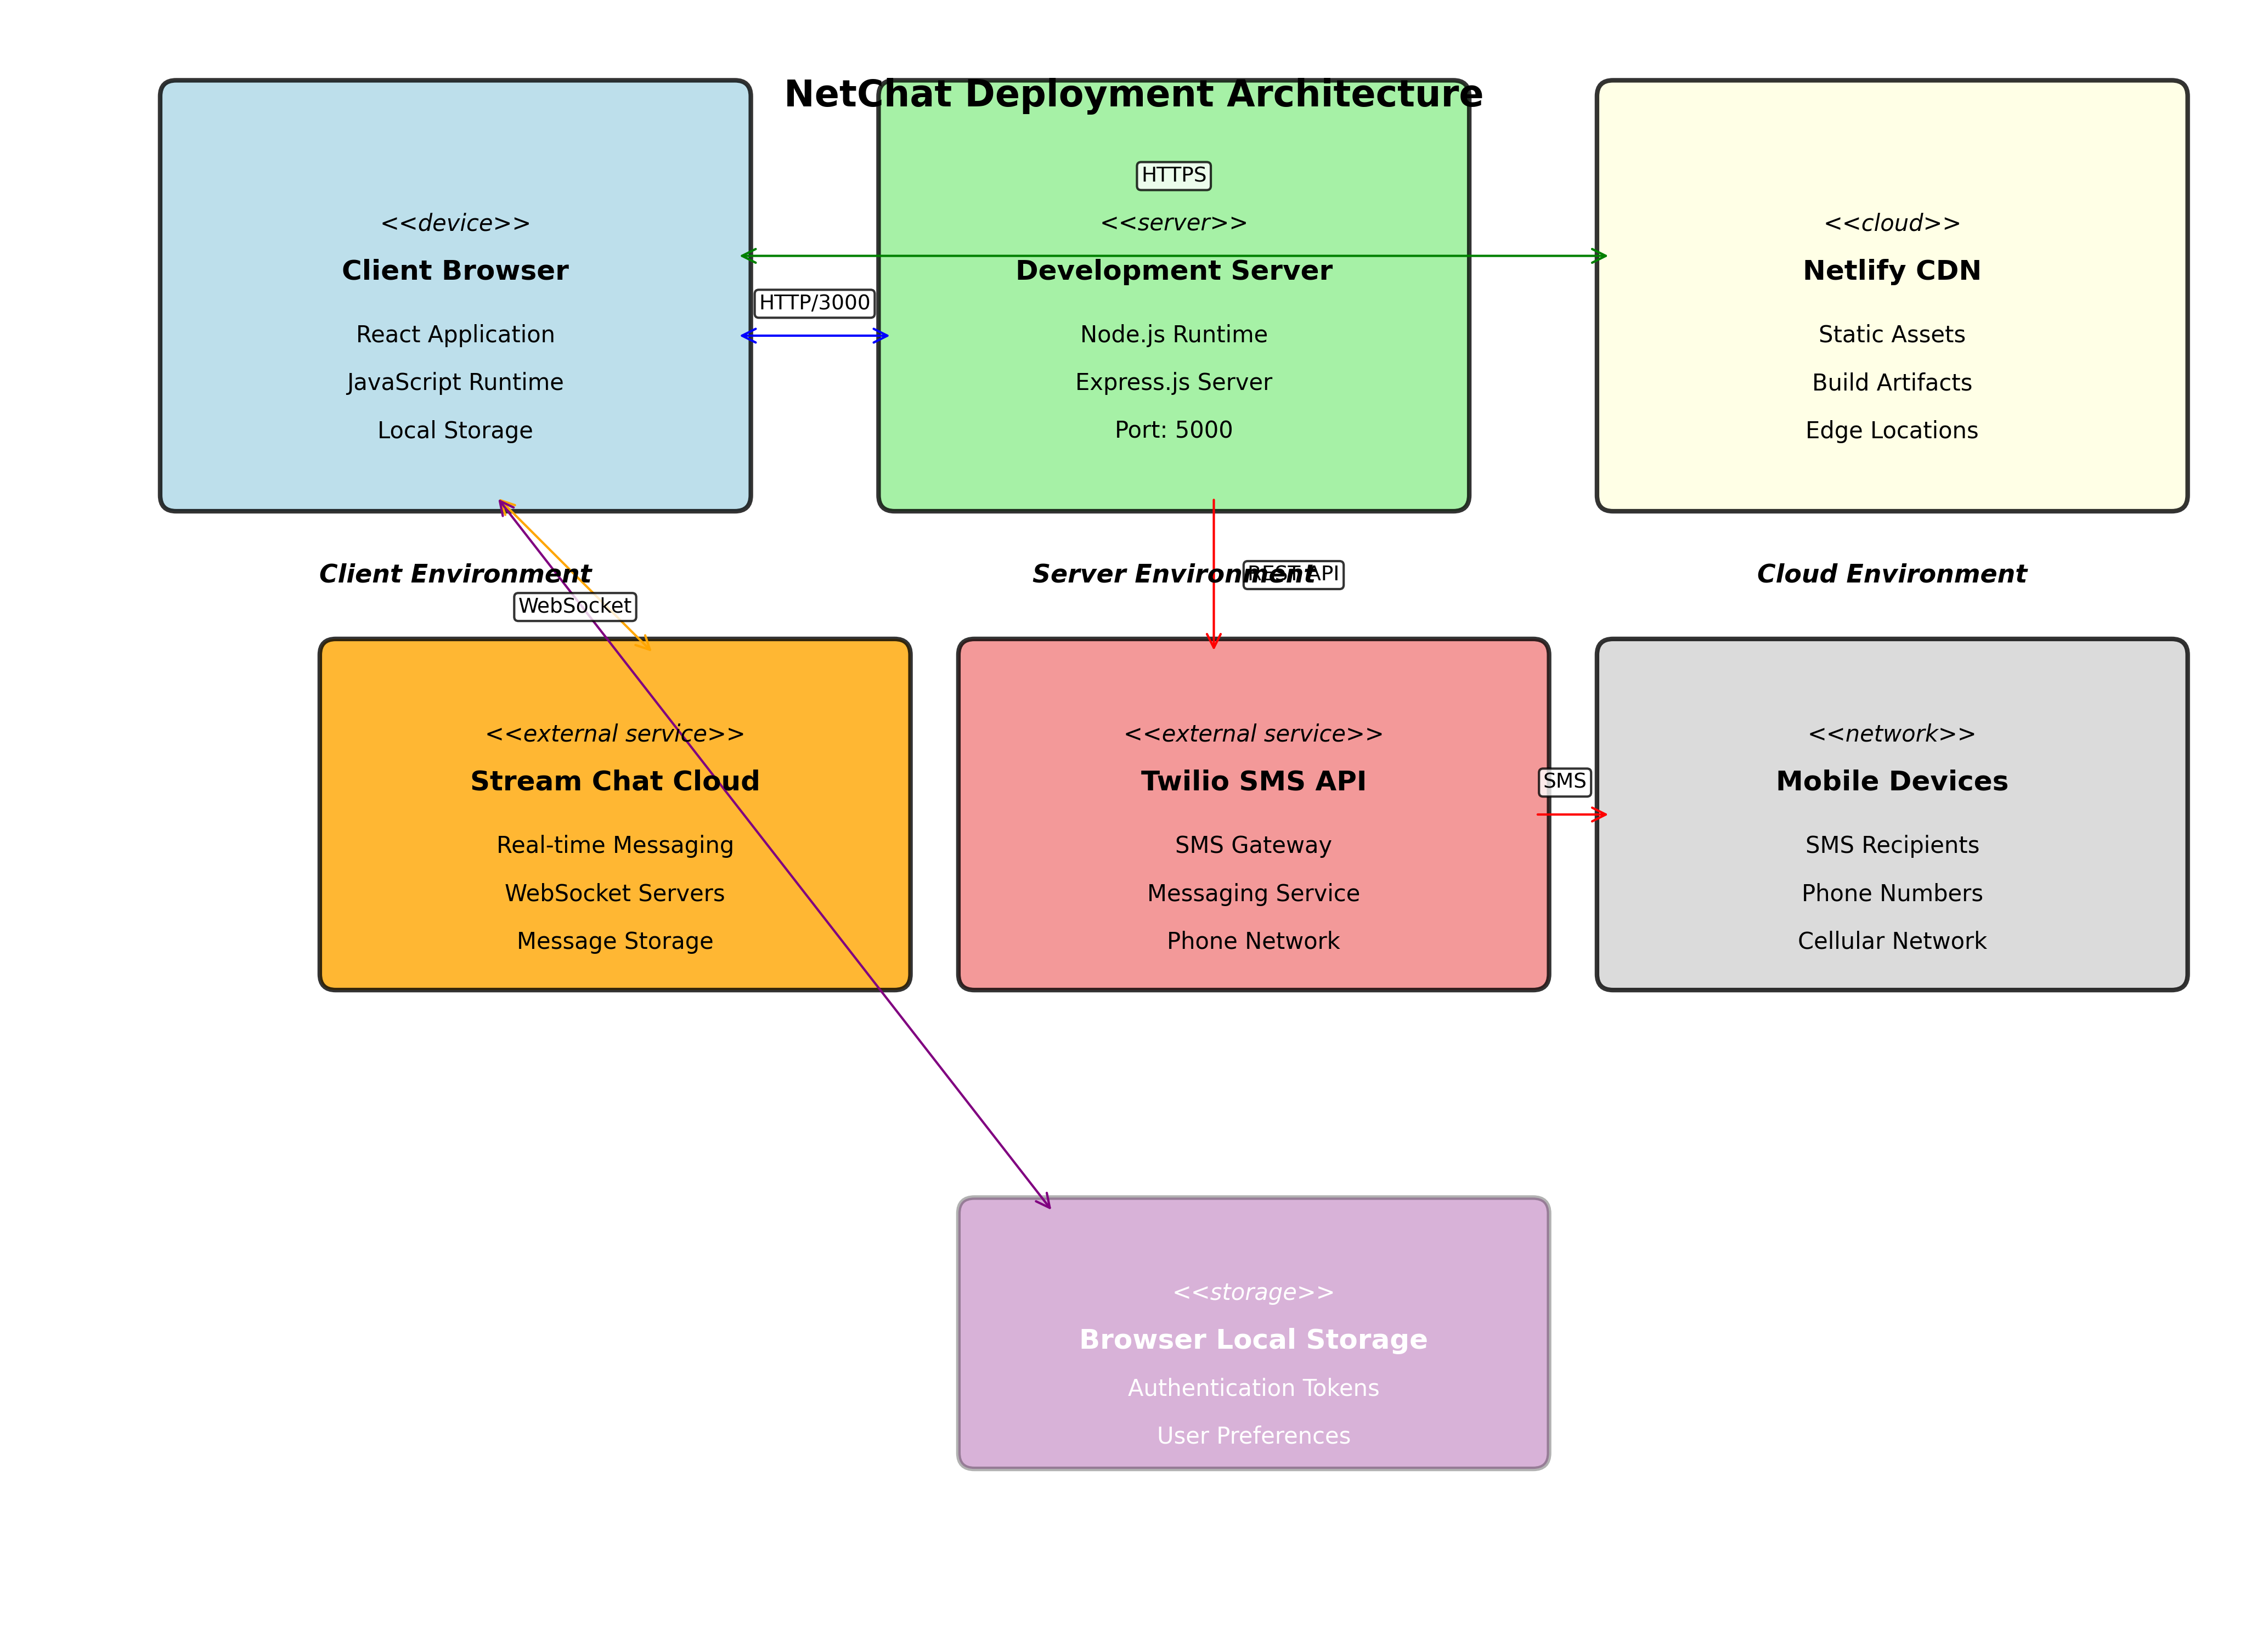 NetChat Deployment Architecture
<<device>>
Client Browser
React Application
JavaScript Runtime
Local Storage
HTTP/3000
HTTPS
<<server>>
Development Server
Node.js Runtime
Express.js Server
Port: 5000
<<cloud>>
Netlify CDN
Static Assets
Build Artifacts
Edge Locations
Client Environment
Server Environment
REST API
Cloud Environment
WebSocket
<<external service>>
Stream Chat Cloud
Real-time Messaging
WebSocket Servers
Message Storage
<<external service>>
Twilio SMS API
SMS Gateway
Messaging Service
Phone Network
SMS
<<network>>
Mobile Devices
SMS Recipients
Phone Numbers
Cellular Network
<<storage>>
Browser Local Storage
Authentication Tokens
User Preferences